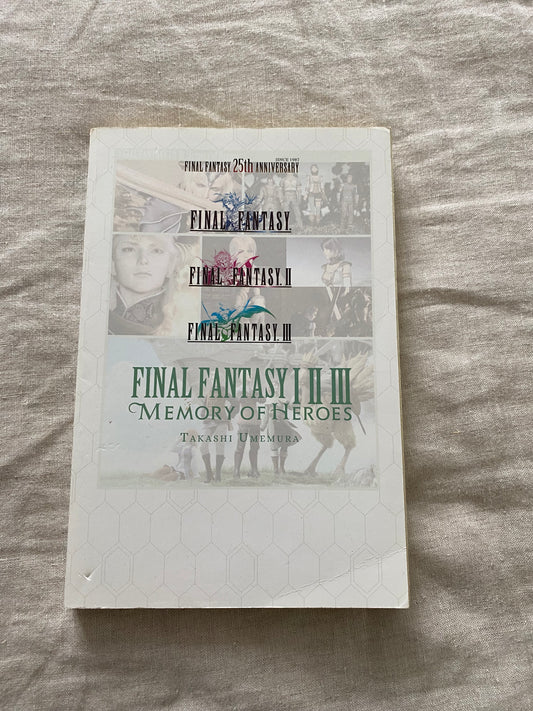 SINCE 1987
FINAL FANTASY 25th ANNIVERSARY
FINAL FANTASY.
FINAL FANTASY. II
FINAL FANTASY. III
FINAL FANTASY I II III
MEMORY OF HEROES
TAKASHI UMEMURA